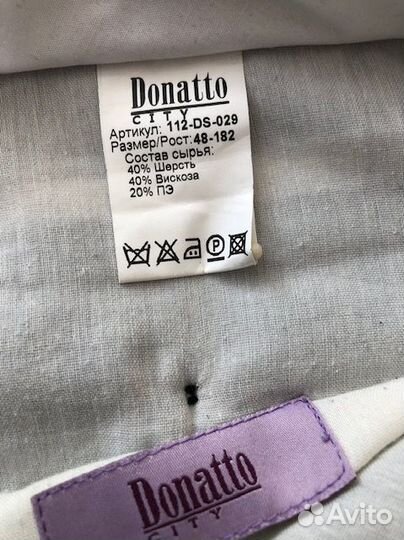 Donatto
CITY
Артикул: 112-DS-029
Размер/Рост: 48-182
Состав сырья:
40% Шерсть
40% Вискоза
20% ПЭ
P
Donatto
CITY
Avito